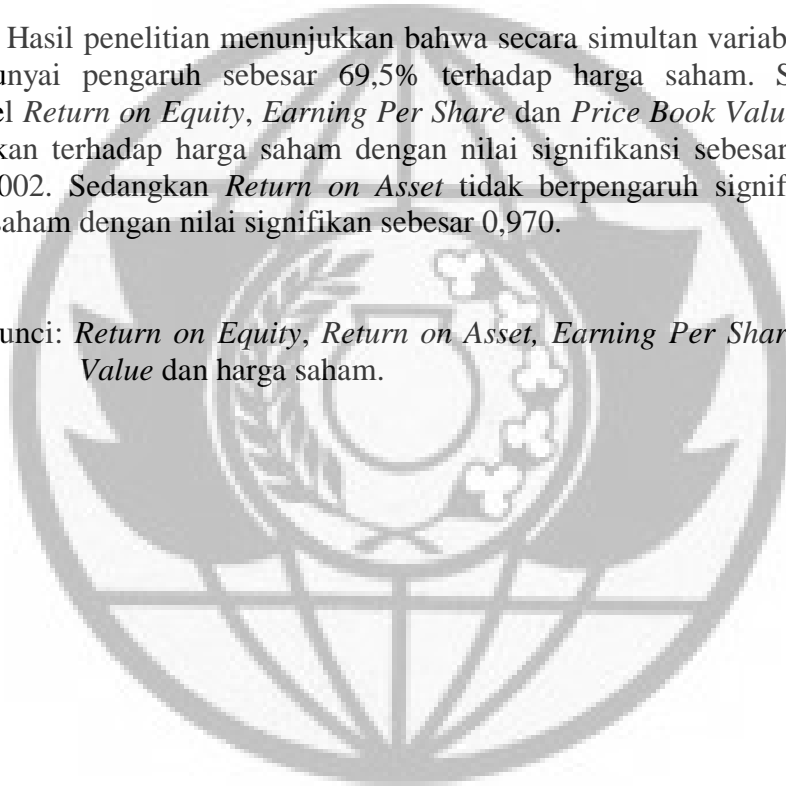 Hasil penelitian menunjukkan bahwa secara simultan variab
unyai pengaruh sebesar 69,5% terhadap harga saham. S
el Return on Equity, Earning Per Share dan Price Book Valu
kan terhadap harga saham dengan nilai signifikansi sebesar
002. Sedangkan Return on Asset tidak berpengaruh signif
saham dengan nilai signifikan sebesar 0,970.
unci: Return on Equity, Return on Asset, Earning Per Shar
Value dan harga saham.